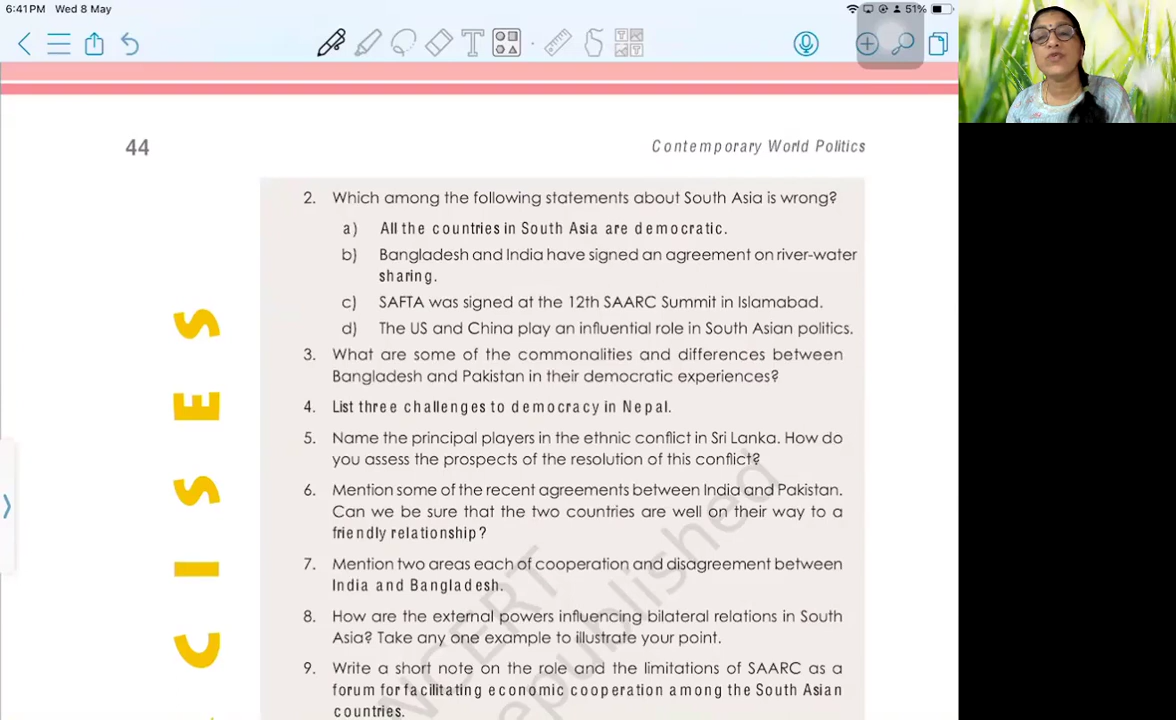 6:41 PM Wed 8 May
51%
44
Contemporary World Politics
2. Which among the following statements about South Asia is wrong?
a) All the countries in South Asia are democratic.
b) Bangladesh and India have signed an agreement on river-water
sharing.
c) SAFTA was signed at the 12th SAARC Summit in Islamabad.
d) The US and China play an influential role in South Asian politics.
3. What are some of the commonalities and differences between
Bangladesh and Pakistan in their democratic experiences?
4. List three challenges to democracy in Nepal.
5. Name the principal players in the ethnic conflict in Sri Lanka. How do
you assess the prospects of the resolution of this conflict?
6. Mention some of the recent agreements between India and Pakistan.
Can we be sure that the two countries are well on their way to a
friendly relationship?
7. Mention two areas each of cooperation and disagreement between
India and Bangladesh.
8. How are the external powers influencing bilateral relations in South
Asia? Take any one example to illustrate your point.
9. Write a short note on the role and the limitations of SAARC as a
forum for facilitating economic cooperation among the South Asian
countries.
C I S E S
NCERT
republished